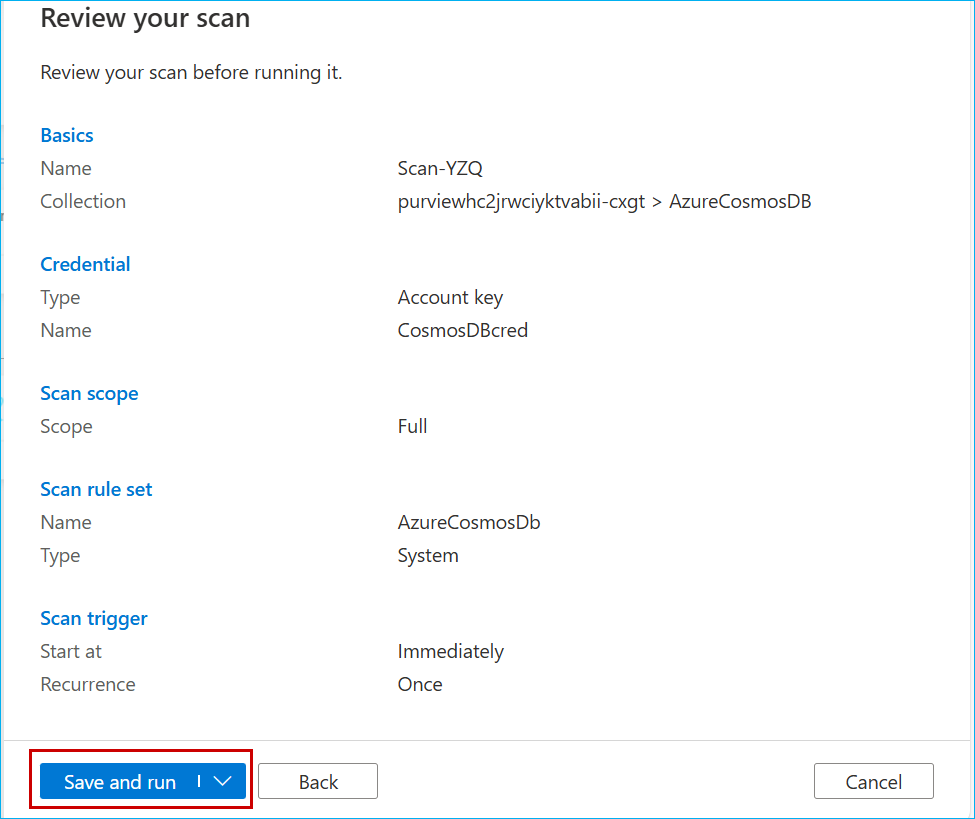 Review your scan
Review your scan before running it.
Basics
Name Scan-YZQ
Collection purviewhc2jrwciyktvabii-cxgt > AzureCosmosDB
Credential
Type Account key
Name CosmosDBcred
Scan scope
Scope Full
Scan rule set
Name AzureCosmosDb
Type System
Scan trigger
Start at Immediately
Recurrence Once
Save and run Back Cancel